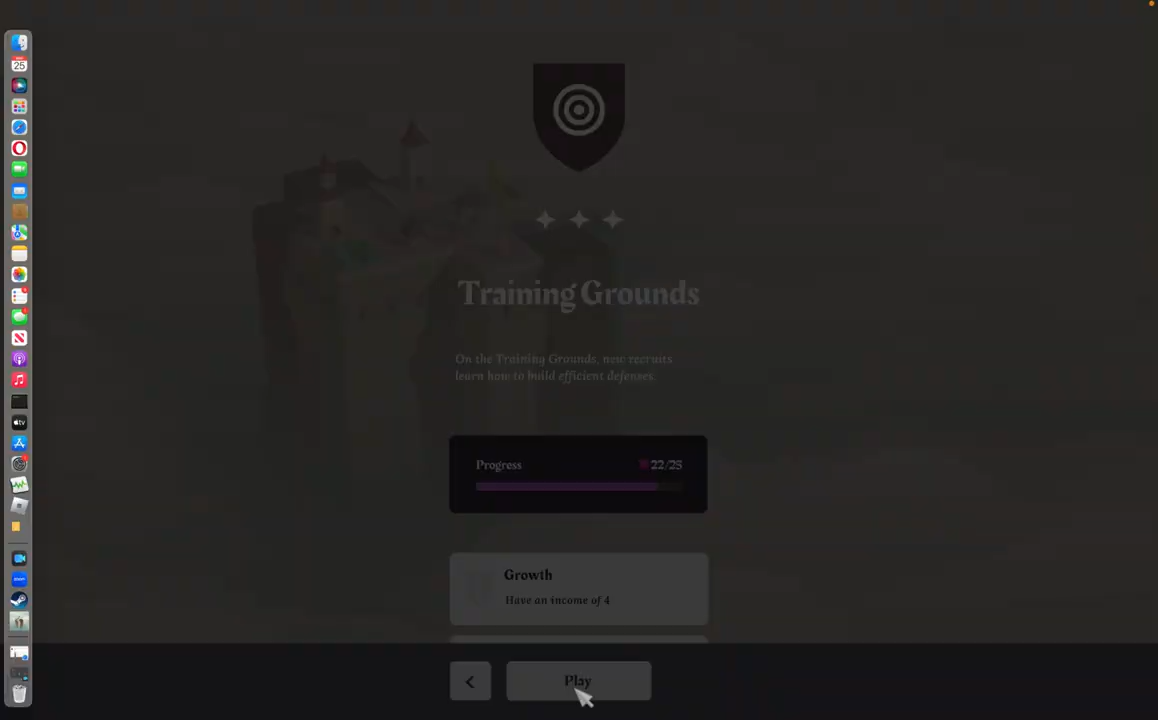 25
Training Grounds
On the Training Grounds, new recruits
learn how to build efficient defenses.
Progress 22/25
Growth
Have an income of 4
Play